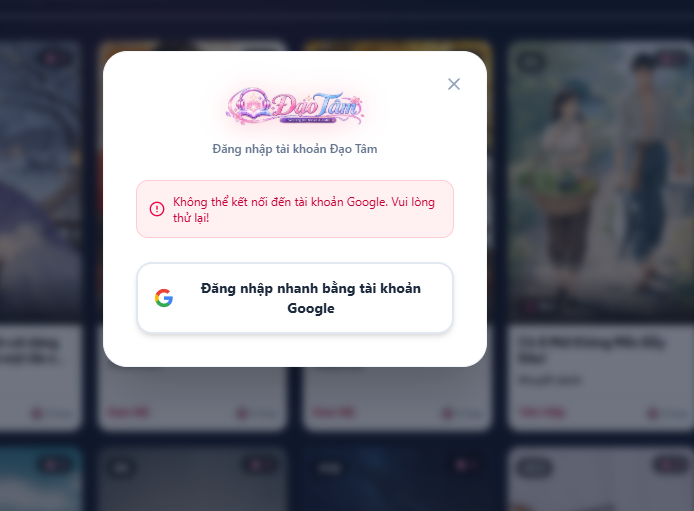 Đạo Tâm
Đăng nhập tài khoản Đạo Tâm
Không thể kết nối đến tài khoản Google. Vui lòng
thử lại!
Đăng nhập nhanh bằng tài khoản
Google